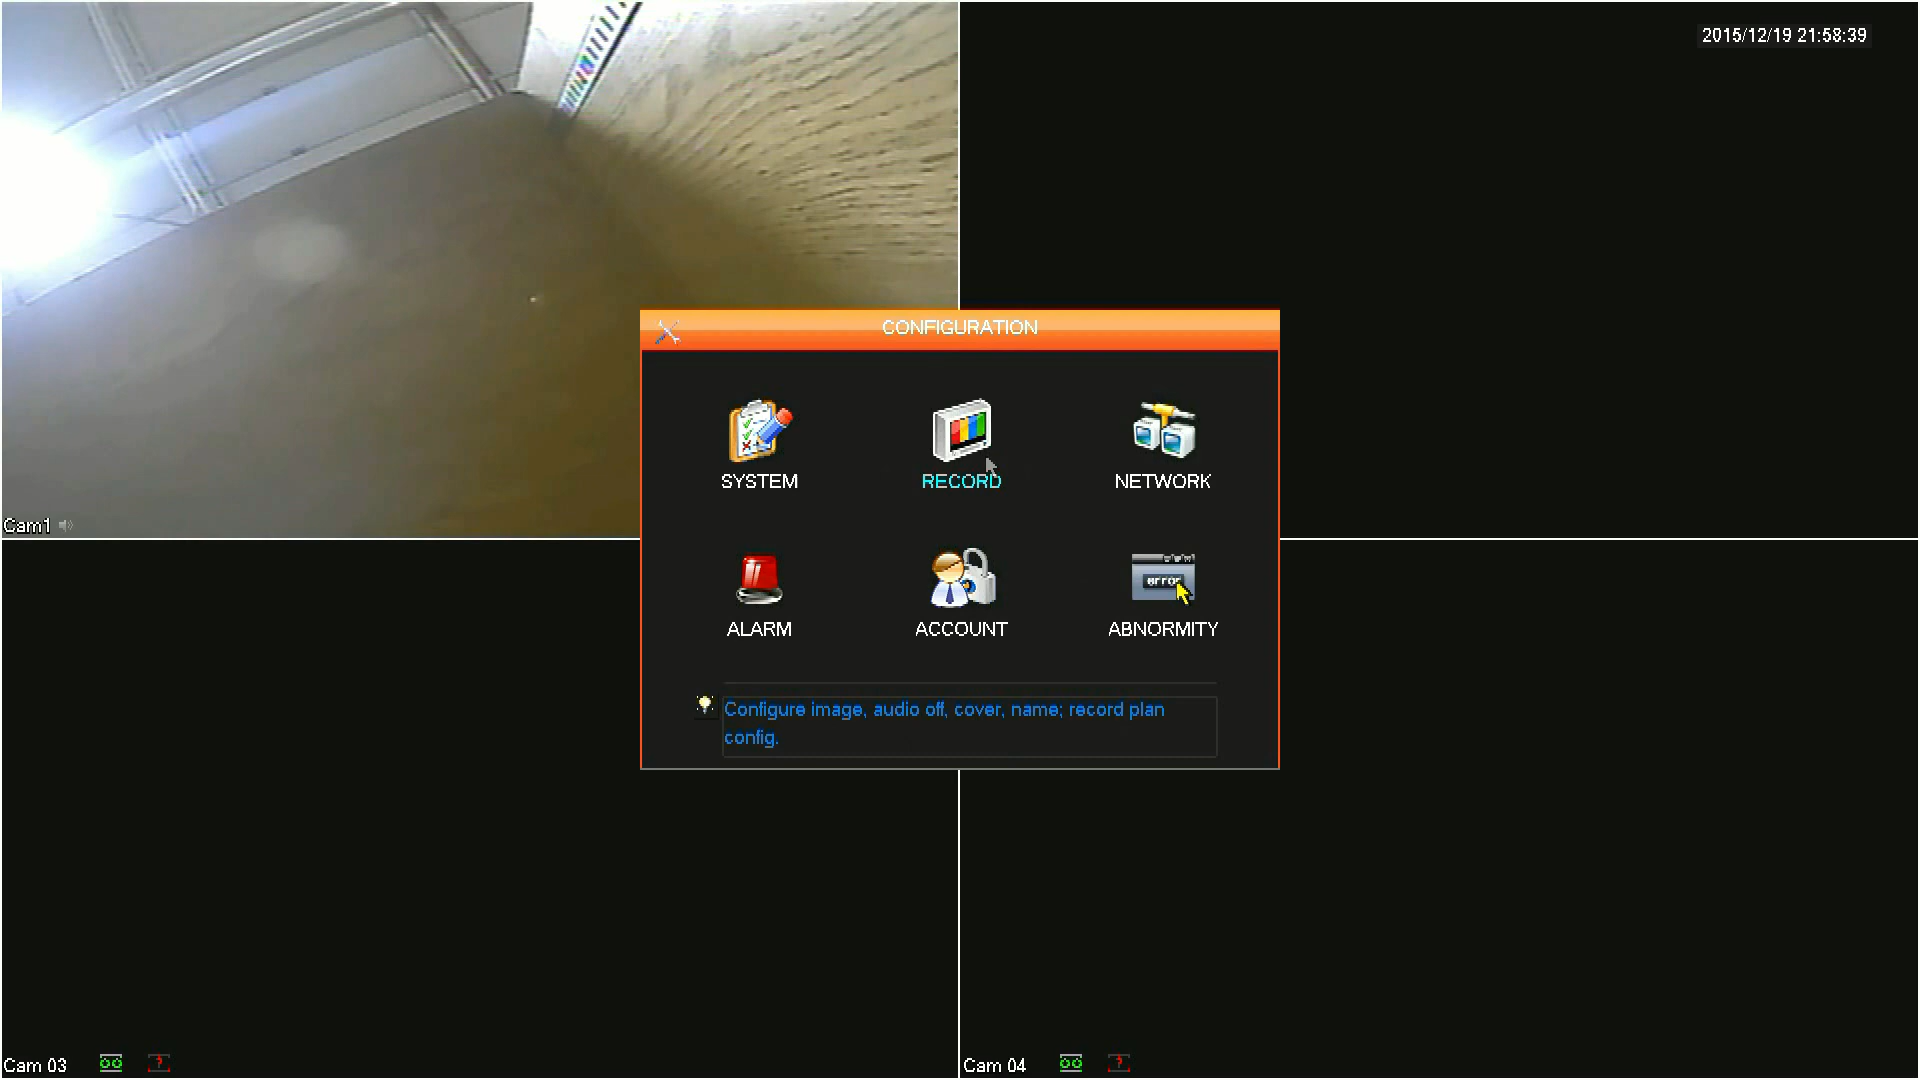 2015/12/19 21:58:39
CONFIGURATION
SYSTEM
RECORD
NETWORK
Cam1
error
ALARM
ACCOUNT
ABNORMITY
Configure image, audio off, cover, name; record plan
config.
Cam 03
?
Cam 04
?